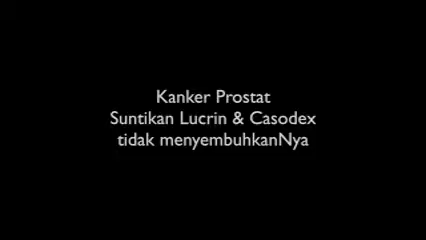 Kanker Prostat
Suntikan Lucrin & Casodex
tidak menyembuhkanNya